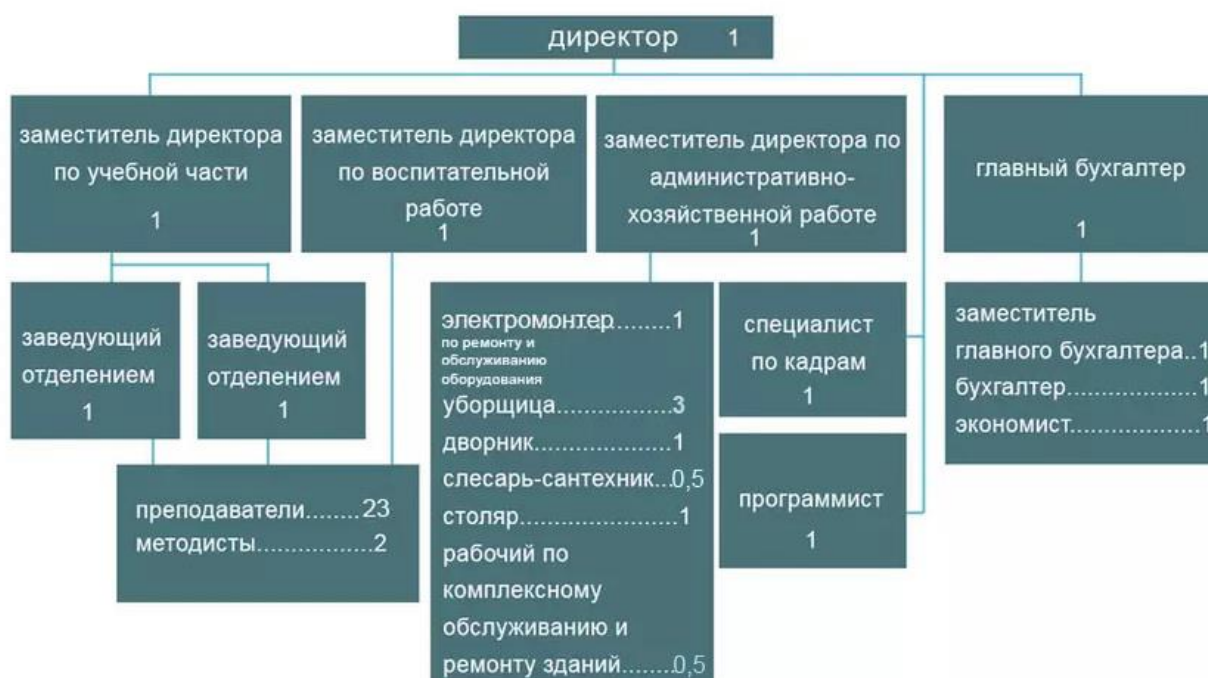 директор 1
заместитель директора
по учебной части
1
заместитель директора
по воспитательной
работе
1
заместитель директора по
административно-
хозяйственной работе
1
главный бухгалтер
1
заведующий
отделением
1
заведующий
отделением
1
преподаватели........23
методисты.................2
электромонтер..................1
по ремонту и
обслуживанию
оборудования
уборщица.................3
дворник.....................1
слесарь-сантехник...0,5
столяр.......................1
рабочий по
комплексному
обслуживанию и
ремонту зданий........0,5
специалист
по кадрам
1
программист
1
заместитель
главного бухгалтера..1
бухгалтер....................1
экономист...................1